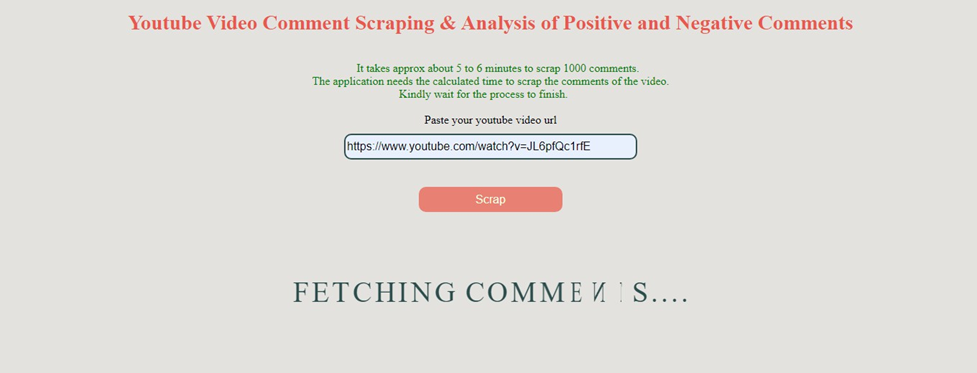 Youtube Video Comment Scraping & Analysis of Positive and Negative Comments
It takes approx about 5 to 6 minutes to scrap 1000 comments.
The application needs the calculated time to scrap the comments of the video.
Kindly wait for the process to finish.
Paste your youtube video url
https://www.youtube.com/watch?v=JL6pfQc1rfE
Scrap
FETCHING COMMENTS....